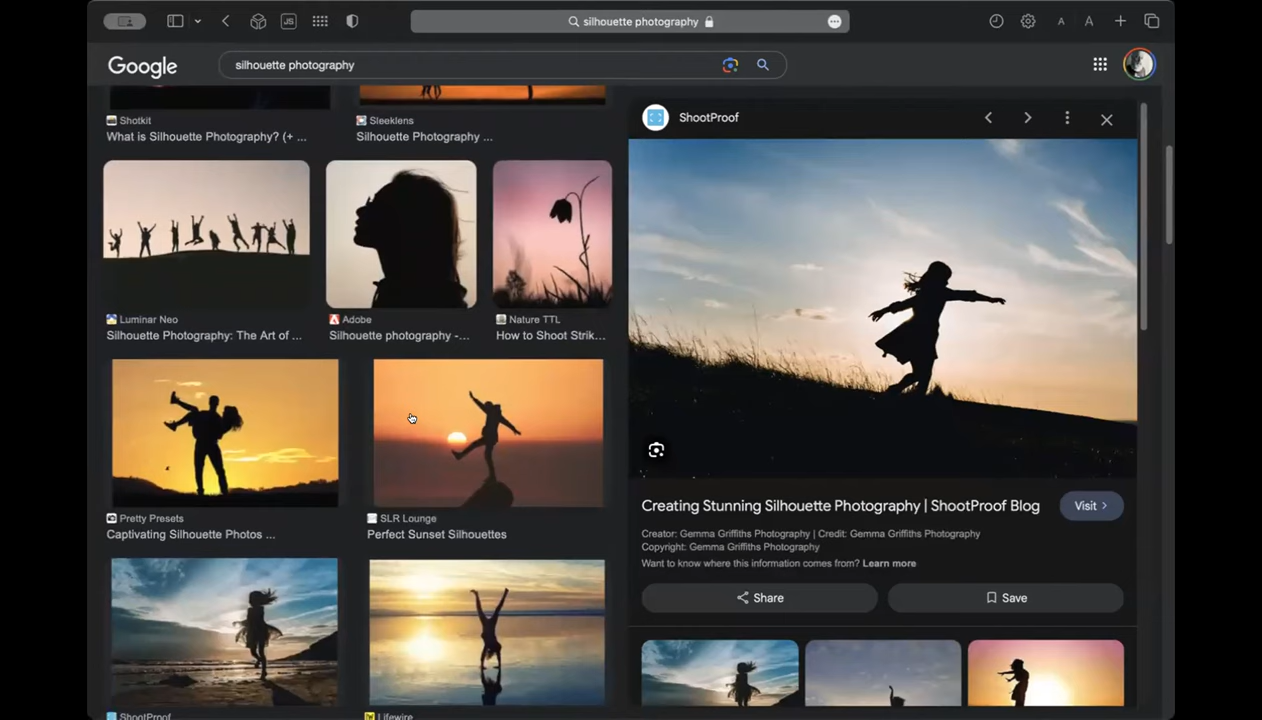 JS
silhouette photography
A
A
Google
silhouette photography
Shotkit
What is Silhouette Photography? (+ ...
Sleeklens
Silhouette Photography ...
Luminar Neo
Silhouette Photography: The Art of ...
Adobe
Silhouette photography -...
Nature TTL
How to Shoot Strik...
Pretty Presets
Captivating Silhouette Photos ...
SLR Lounge
Perfect Sunset Silhouettes
ShootProof
Lifewire
ShootProof
Creating Stunning Silhouette Photography | ShootProof Blog
Visit
Creator: Gemma Griffiths Photography | Credit: Gemma Griffiths Photography
Copyright: Gemma Griffiths Photography
Want to know where this information comes from? Learn more
Share
Save